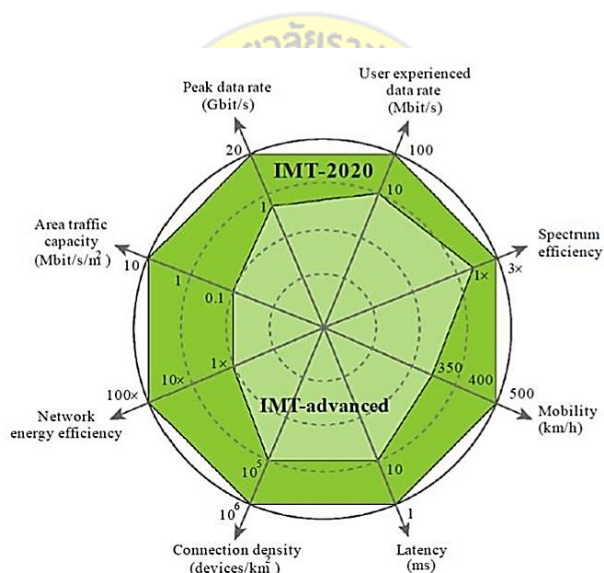 Peak data rate
(Gbit/s)
User experienced
data rate
(Mbit/s)
20
100
IMT-2020
1
10
Area traffic
capacity
(Mbit/s/m²)
Spectrum
efficiency
10
1
0.1
1×
3×
1×
10×
100×
350
400
500
Network
energy efficiency
IMT-advanced
Mobility
(km/h)
10⁵
10
10⁶
1
Connection density
(devices/km²)
Latency
(ms)